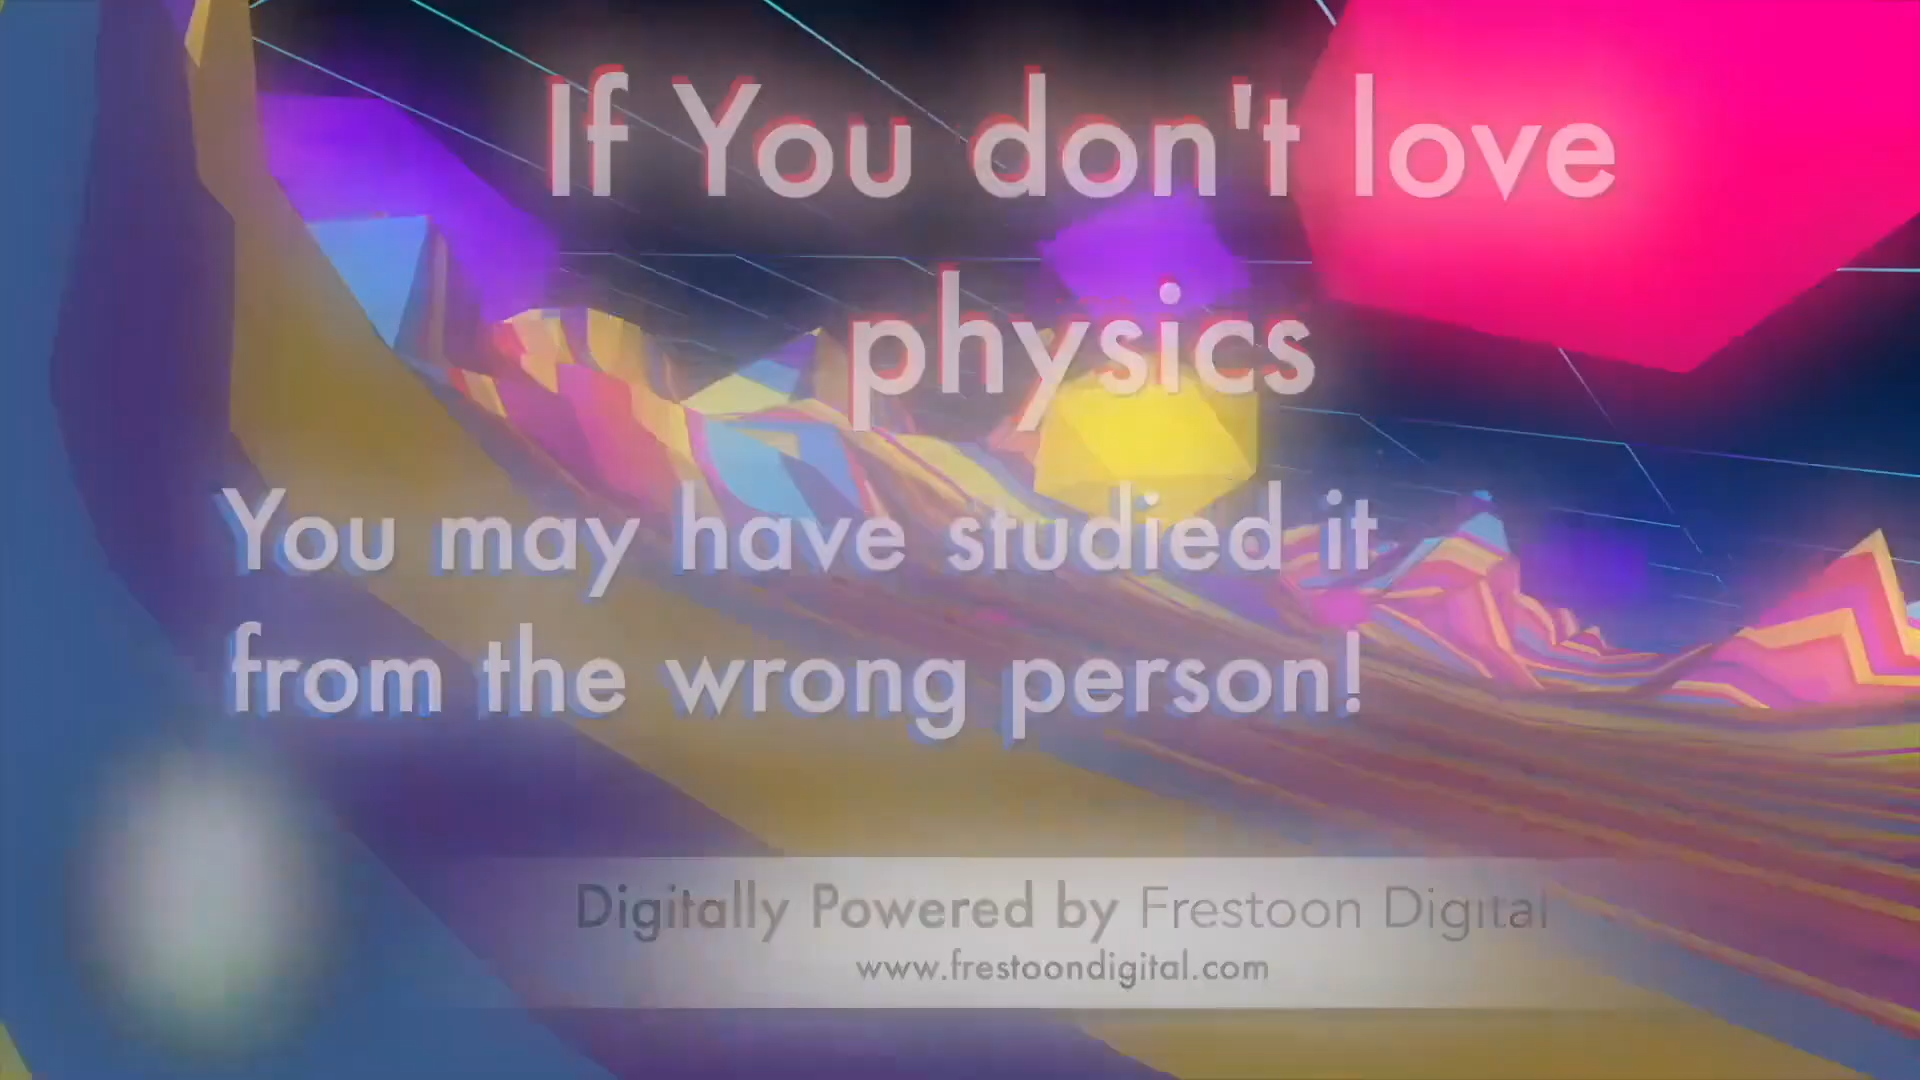 If You don't love
physics
You may have studied it
from the wrong person!
Digitally Powered by Frestoon Digital
www.frestoondigital.com